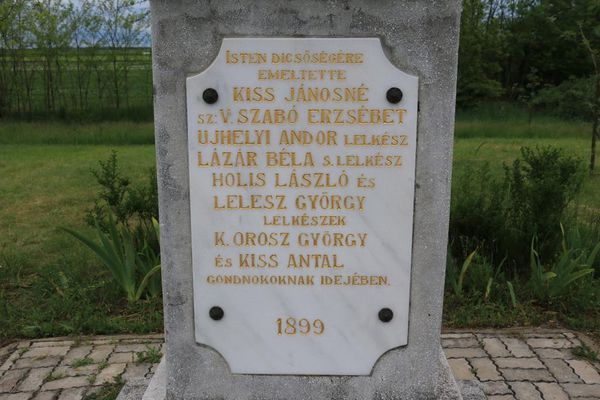 ISTEN DICSŐSÉGÉRE
EMELTETTE
KISS JÁNOSNÉ
SZ: V. SZABÓ ERZSÉBET
UJHELYI ANDOR LELKÉSZ
LÁZÁR BÉLA S. LELKÉSZ
HOLIS LÁSZLÓ ÉS
LELESZ GYÖRGY
LELKÉSZEK
K. OROSZ GYÖRGY
ÉS KISS ANTAL
GONDNOKOKNAK IDEJÉBEN.
1899